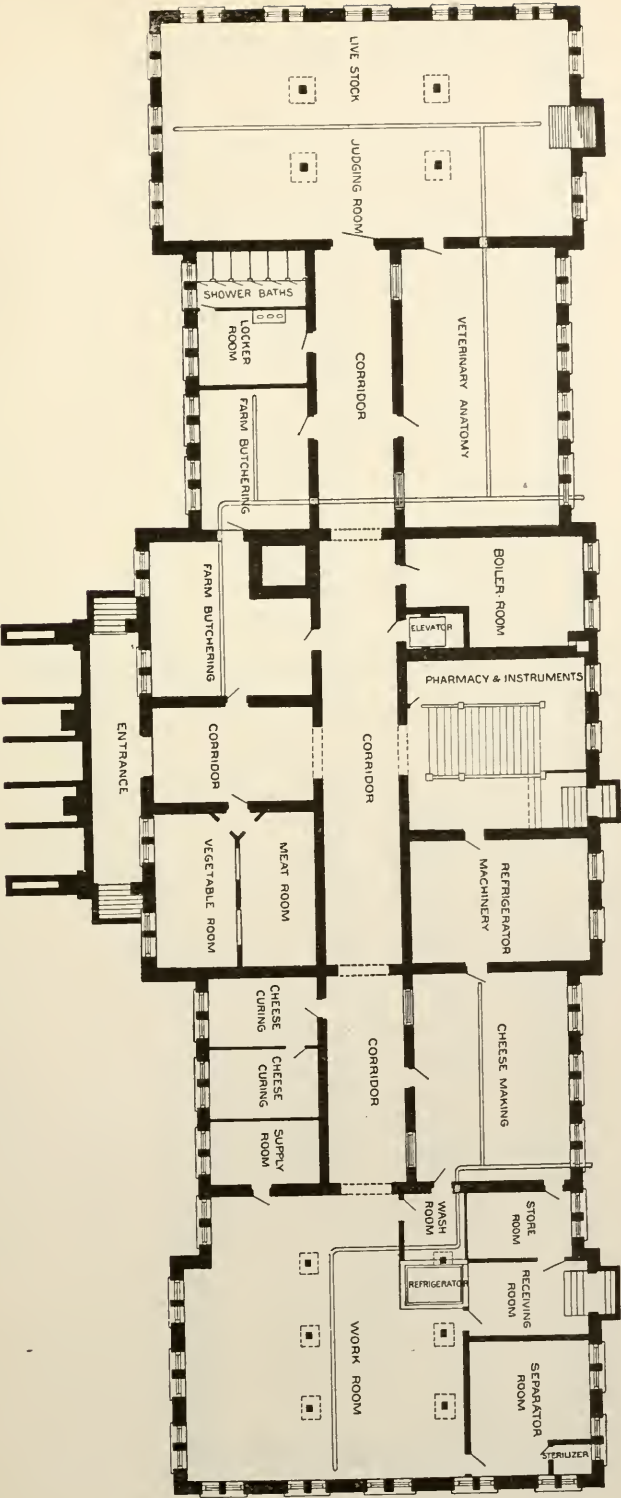 LIVE STOCK
JUDGING ROOM
SHOWER BATHS
LOCKER
ROOM
CORRIDOR
VETERINARY ANATOMY
FARM BUTCHERING
FARM BUTCHERING
BOILER-ROOM
ELEVATOR
PHARMACY & INSTRUMENTS
ENTRANCE
CORRIDOR
CORRIDOR
VEGETABLE ROOM
MEAT ROOM
REFRIGERATOR
MACHINERY
CHEESE
CURING
CHEESE
CURING
SUPPLY
ROOM
CORRIDOR
CHEESE MAKING
WASH
ROOM
STORE
ROOM
REFRIGERATOR
RECEIVING
ROOM
WORK ROOM
SEPARATOR
ROOM
STERILIZER